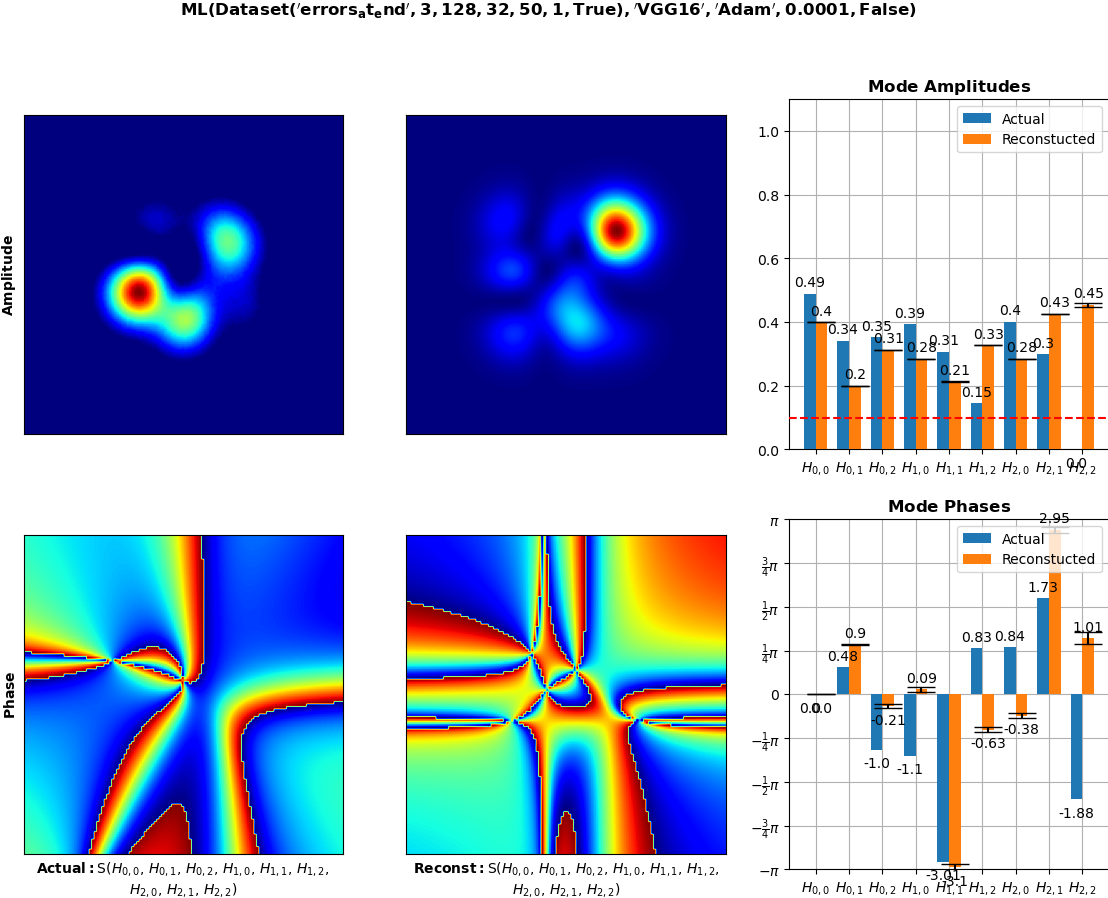 ML(Dataset('errorsₐtₑnd', 3, 128, 32, 50, 1, True), 'VGG16', 'Adam', 0.0001, False)
Amplitude
Mode Amplitudes
Actual
Reconstucted
1.0
0.8
0.6
0.4
0.2
0.0
0.49
0.4
0.34
0.2
0.35
0.31
0.39
0.28
0.31
0.21
0.15
0.33
0.4
0.28
0.3
0.43
0.0
0.45
H₀,₀ H₀,₁ H₀,₂ H₁,₀ H₁,₁ H₁,₂ H₂,₀ H₂,₁ H₂,₂
Phase
Actual: S(H₀,₀, H₀,₁, H₀,₂, H₁,₀, H₁,₁, H₁,₂,
H₂,₀, H₂,₁, H₂,₂)
Reconst: S(H₀,₀, H₀,₁, H₀,₂, H₁,₀, H₁,₁, H₁,₂,
H₂,₀, H₂,₁, H₂,₂)
Mode Phases
Actual
Reconstucted
π
3/4π
1/2π
1/4π
0
−1/4π
−1/2π
−3/4π
−π
0.0
0.0
0.48
0.9
-1.0
-0.21
-1.1
0.09
-3.01
-3.1
0.83
-0.63
0.84
-0.38
1.73
2.95
-1.88
1.01
H₀,₀ H₀,₁ H₀,₂ H₁,₀ H₁,₁ H₁,₂ H₂,₀ H₂,₁ H₂,₂